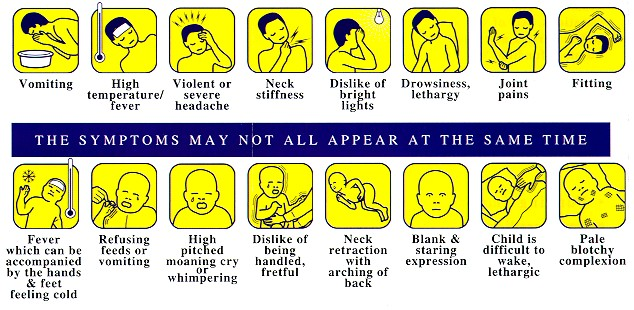 Vomiting
High
temperature/
fever
Violent or
severe
headache
Neck
stiffness
Dislike of
bright
lights
Drowsiness,
lethargy
Joint
pains
Fitting
THE SYMPTOMS MAY NOT ALL APPEAR AT THE SAME TIME
Fever
which can be
accompanied
by the hands
& feet
feeling cold
Refusing
feeds or
vomiting
High
pitched
moaning cry
or
whimpering
Dislike of
being
handled,
fretful
Neck
retraction
with
arching of
back
Blank &
staring
expression
Child is
difficult to
wake,
lethargic
Pale
blotchy
complexion